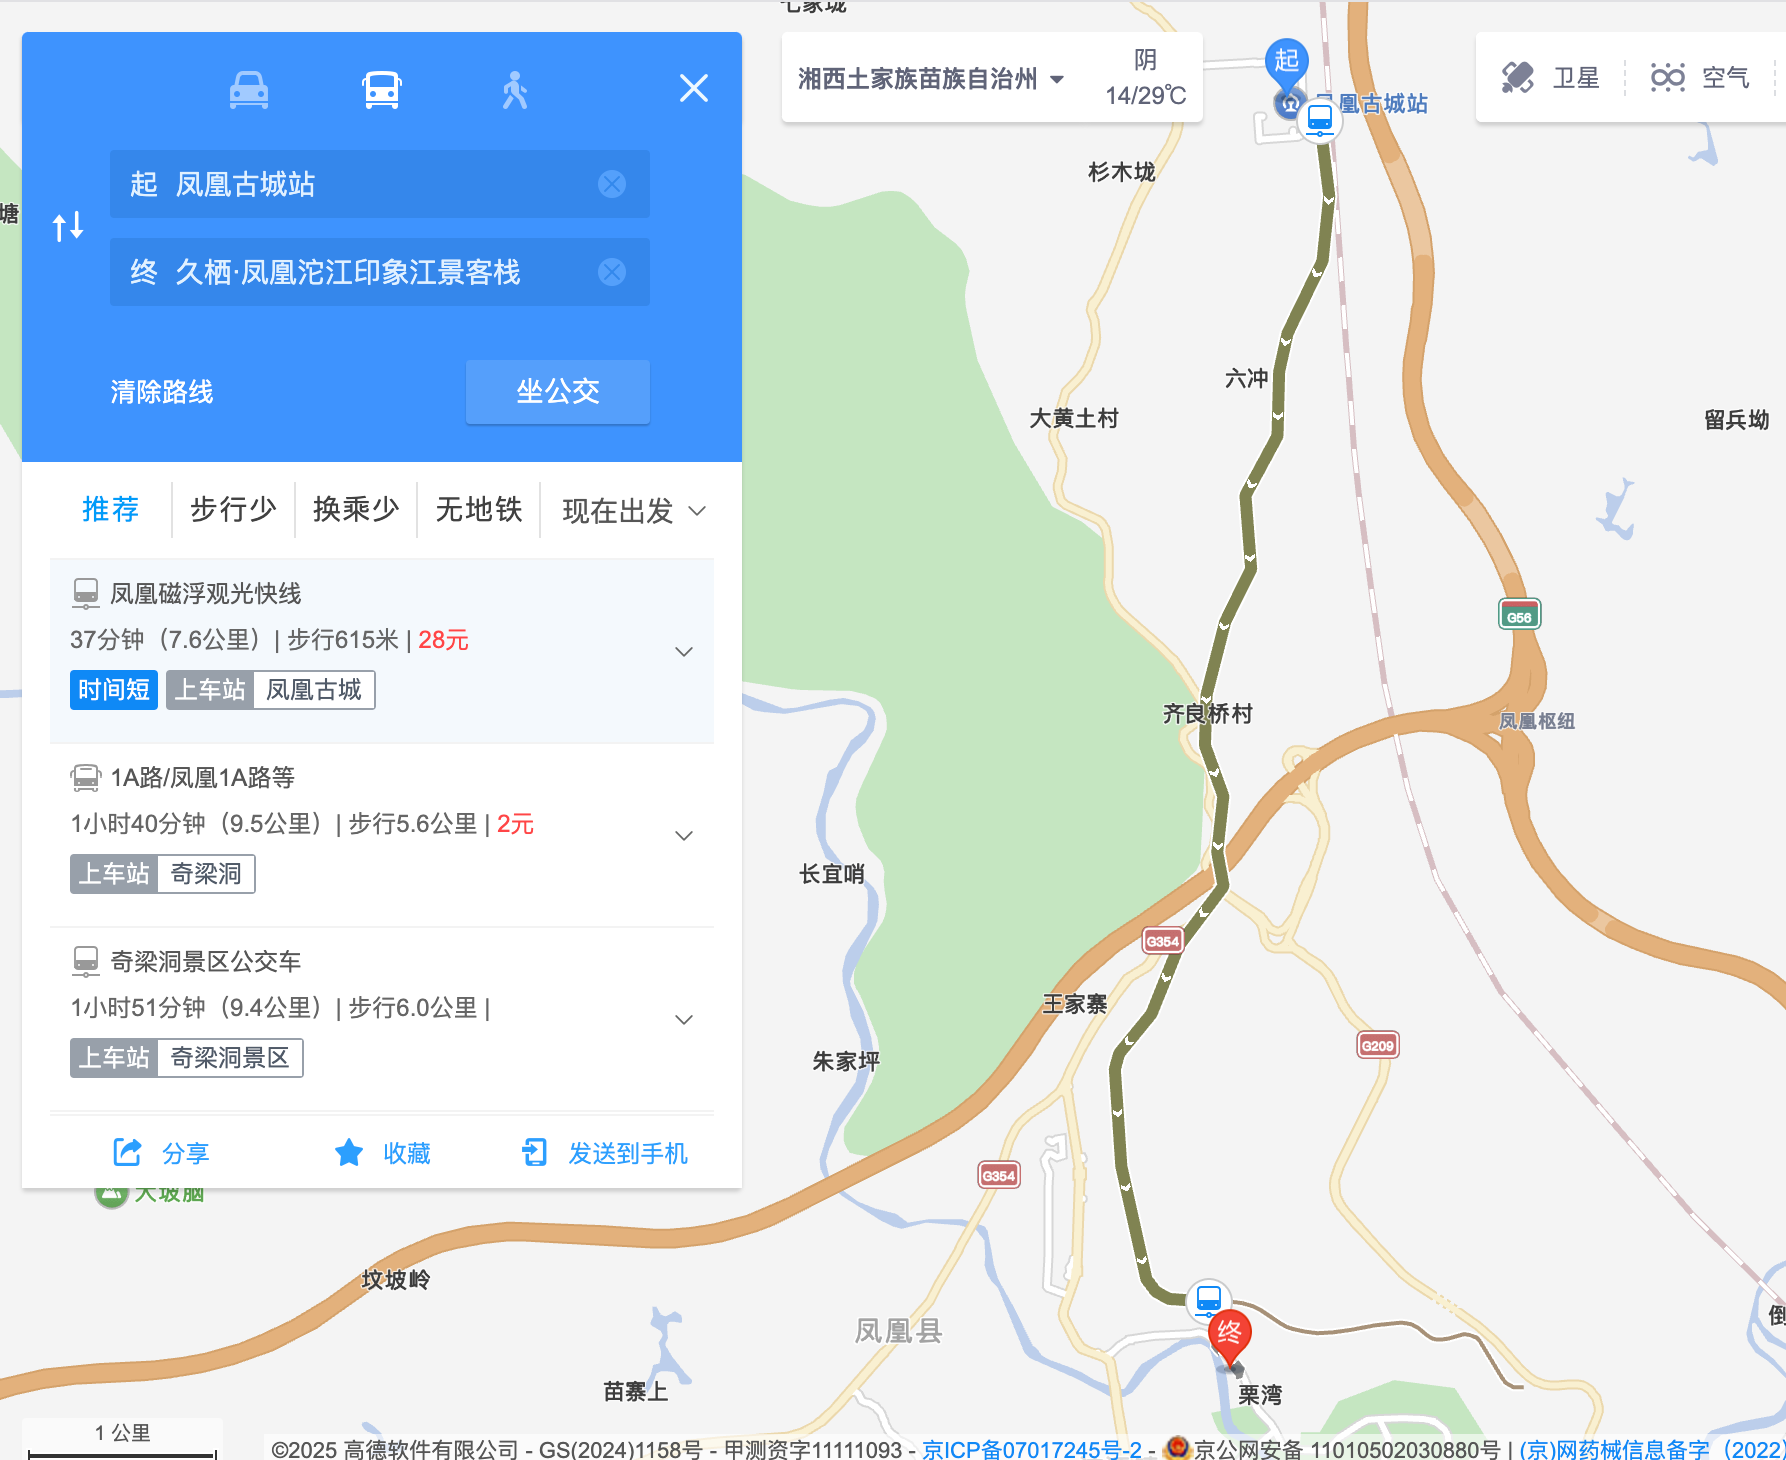 起 凤凰古城站
终 久栖·凤凰沱江印象江景客栈
清除路线
坐公交
推荐
步行少
换乘少
无地铁
现在出发
凤凰磁浮观光快线
37分钟（7.6公里）| 步行615米 | 28元
时间短 上车站 凤凰古城
1A路/凤凰1A路等
1小时40分钟（9.5公里）| 步行5.6公里 | 2元
上车站 奇梁洞
奇梁洞景区公交车
1小时51分钟（9.4公里）| 步行6.0公里 |
上车站 奇梁洞景区
分享
收藏
发送到手机
湘西土家族苗族自治州
阴
14/29℃
卫星
空气
七家垅
起
凤凰古城站
杉木垅
六冲
大黄土村
留兵坳
塘
G56
齐良桥村
凤凰枢纽
长宜哨
G354
王家寨
G209
朱家坪
G354
大坡脑
坟坡岭
倒
凤凰县
终
苗寨上
栗湾
1 公里
©2025 高德软件有限公司 - GS(2024)1158号 - 甲测资字11111093 - 京ICP备07017245号-2 - 京公网安备 11010502030880号 | (京)网药械信息备字（2022）